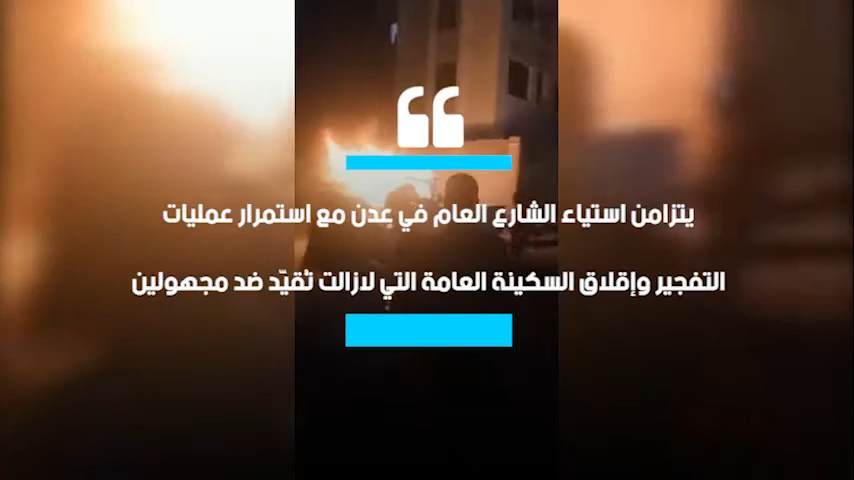 يتزامن استياء الشارع العام في عدن مع استمرار عمليات
التفجير وإقلاق السكينة العامة التي لازالت تُقيّد ضد مجهولين